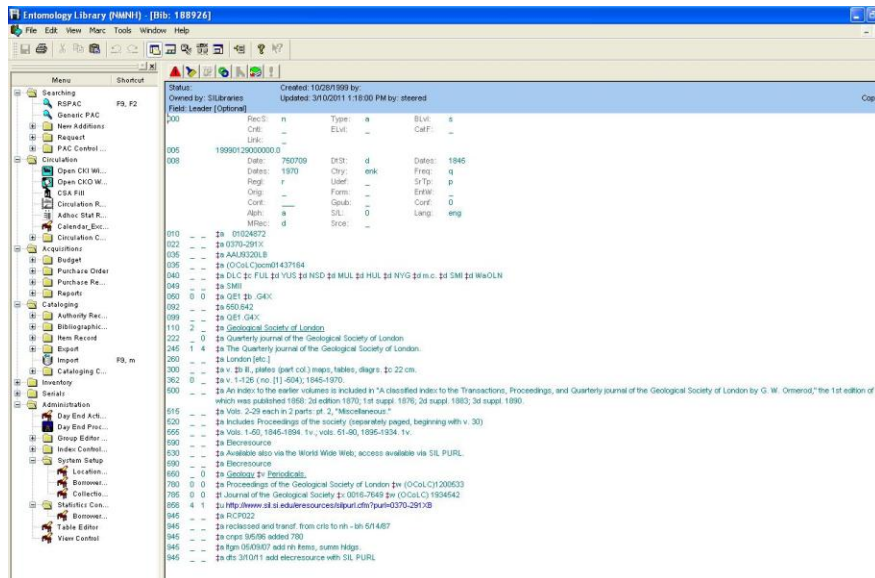 Entomology Library (NMNH) - [Bib: 188926]
File Edit View Marc Tools Window Help
Menu Shortcut
Searching
RSPAC F9, F2
Generic PAC
New Additions
Request
PAC Control ...
Circulation
Open CKI Wi...
Open CKO W...
CSA Fill
Circulation R...
Adhoc Stat R...
Calendar_Exc...
Circulation C...
Acquisitions
Budget
Purchase Order
Purchase Re...
Reports
Cataloging
Authority Rec...
Bibliographic...
Item Record
Export
Import F9, m
Cataloging C...
Inventory
Serials
Administration
Day End Acti...
Day End Proc...
Group Editor ...
Index Control...
System Setup
Location...
Borrower...
Collectio...
Statistics Con...
Borrower...
Table Editor
View Control
Status: Created: 10/28/1999 by:
Owned by: SILibraries Updated: 3/10/2011 1:18:00 PM by: steered Cop
Field: Leader [Optional]
000 RecS: n Type: a BLvl: s
Cntl: _ ELvl: _ CatF: _
Link: _
005 19990129000000.0
008 Date: 750709 DtSt: d Dates: 1845
Dates: 1970 Ctry: enk Freq: q
Regl: r Udef: _ SrTp: p
Orig: _ Form: _ EntW: _
Cont: ___ Gpub: _ Conf: 0
Alph: a S/L: 0 Lang: eng
MRec: d Srce: _
010 _ _ ‡a 01024872
022 _ _ ‡a 0370-291X
035 _ _ ‡a AAU9320LB
035 _ _ ‡a (OCoLC)ocm01437164
040 _ _ ‡a DLC ‡c FUL ‡d YUS ‡d NSD ‡d MUL ‡d HUL ‡d NYG ‡d m.c. ‡d SMI ‡d WaOLN
049 _ _ ‡a SMII
050 0 0 ‡a QE1 ‡b .G4X
092 _ _ ‡a 550.642
099 _ _ ‡a QE1 .G4X
110 2 _ ‡a Geological Society of London
222 _ 0 ‡a Quarterly journal of the Geological Society of London
245 1 4 ‡a The Quarterly journal of the Geological Society of London.
260 _ _ ‡a London [etc.]
300 _ _ ‡a v. ‡b ill., plates (part col.) maps, tables, diagrs. ‡c 22 cm.
362 0 _ ‡a v. 1-126 ( no. [1] -604); 1845-1970.
500 _ _ ‡a An index to the earlier volumes is included in "A classified index to the Transactions, Proceedings, and Quarterly journal of the Geological Society of London by G. W. Ormerod," the 1st edition of
which was published 1858: 2d edition 1870; 1st suppl. 1876; 2d suppl. 1883; 3d suppl. 1890.
515 _ _ ‡a Vols. 2-29 each in 2 parts: pt. 2, "Miscellaneous."
520 _ _ ‡a Includes Proceedings of the society (separately paged, beginning with v. 30)
555 _ _ ‡a Vols. 1-50, 1845-1894. 1v.; vols. 51-90, 1895-1934. 1v.
590 _ _ ‡a Elecresource
530 _ _ ‡a Available also via the World Wide Web; access available via SIL PURL.
690 _ _ ‡a Elecresource
650 _ 0 ‡a Geology ‡v Periodicals.
780 0 0 ‡a Proceedings of the Geological Society of London ‡w (OCoLC)1200533
785 0 0 ‡t Journal of the Geological Society ‡x 0016-7649 ‡w (OCoLC) 1934542
856 4 1 ‡u http://www.sil.si.edu/eresources/silpurl.cfm?purl=0370-291XB
945 _ _ ‡a RCP022
945 _ _ ‡a reclassed and transf. from cris to nh - bh 5/14/87
945 _ _ ‡a cnps 9/5/96 added 780
945 _ _ ‡a ltgm 06/09/07 add nh items, summ hldgs.
945 _ _ ‡a dts 3/10/11 add elecresource with SIL PURL